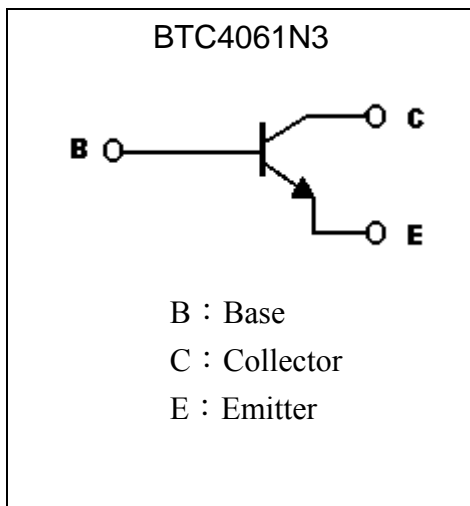 BTC4061N3
C
B
E
B：Base
C：Collector
E：Emitter